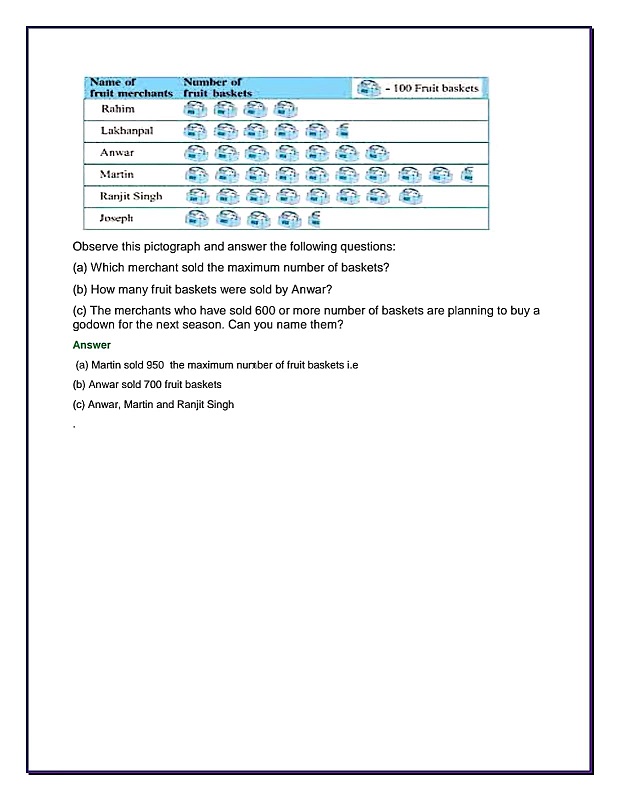 Name of Number of
fruit merchants fruit baskets - 100 Fruit baskets
Rahim
Lakhanpal
Anwar
Martin
Ranjit Singh
Joseph
Observe this pictograph and answer the following questions:
(a) Which merchant sold the maximum number of baskets?
(b) How many fruit baskets were sold by Anwar?
(c) The merchants who have sold 600 or more number of baskets are planning to buy a
godown for the next season. Can you name them?
Answer
(a) Martin sold 950 the maximum number of fruit baskets i.e
(b) Anwar sold 700 fruit baskets
(c) Anwar, Martin and Ranjit Singh
.